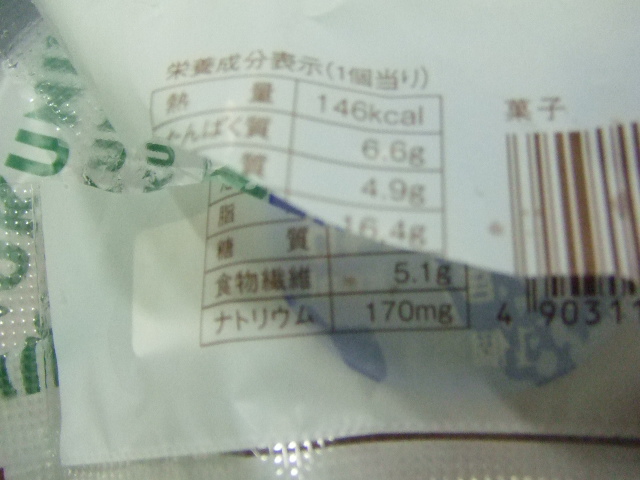 栄養成分表示(1個当り)
熱 量 146kcal
たんぱく質 6.6g
質 4.9g
脂
糖 質 16.4g
食物繊維 5.1g
ナトリウム 170mg
菓子
4 90311